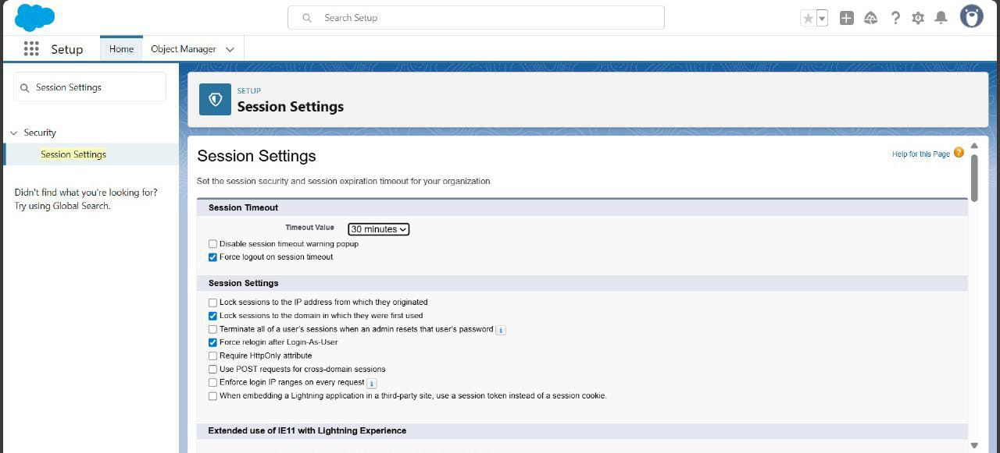 Search Setup
Setup
Home
Object Manager
Session Settings
Security
Session Settings
Didn't find what you're looking for?
Try using Global Search.
SETUP
Session Settings
Session Settings
Help for this Page
Set the session security and session expiration timeout for your organization.
Session Timeout
Timeout Value 30 minutes
Disable session timeout warning popup
Force logout on session timeout
Session Settings
Lock sessions to the IP address from which they originated
Lock sessions to the domain in which they were first used
Terminate all of a user's sessions when an admin resets that user's password
Force relogin after Login-As-User
Require HttpOnly attribute
Use POST requests for cross-domain sessions
Enforce login IP ranges on every request
When embedding a Lightning application in a third-party site, use a session token instead of a session cookie.
Extended use of IE11 with Lightning Experience